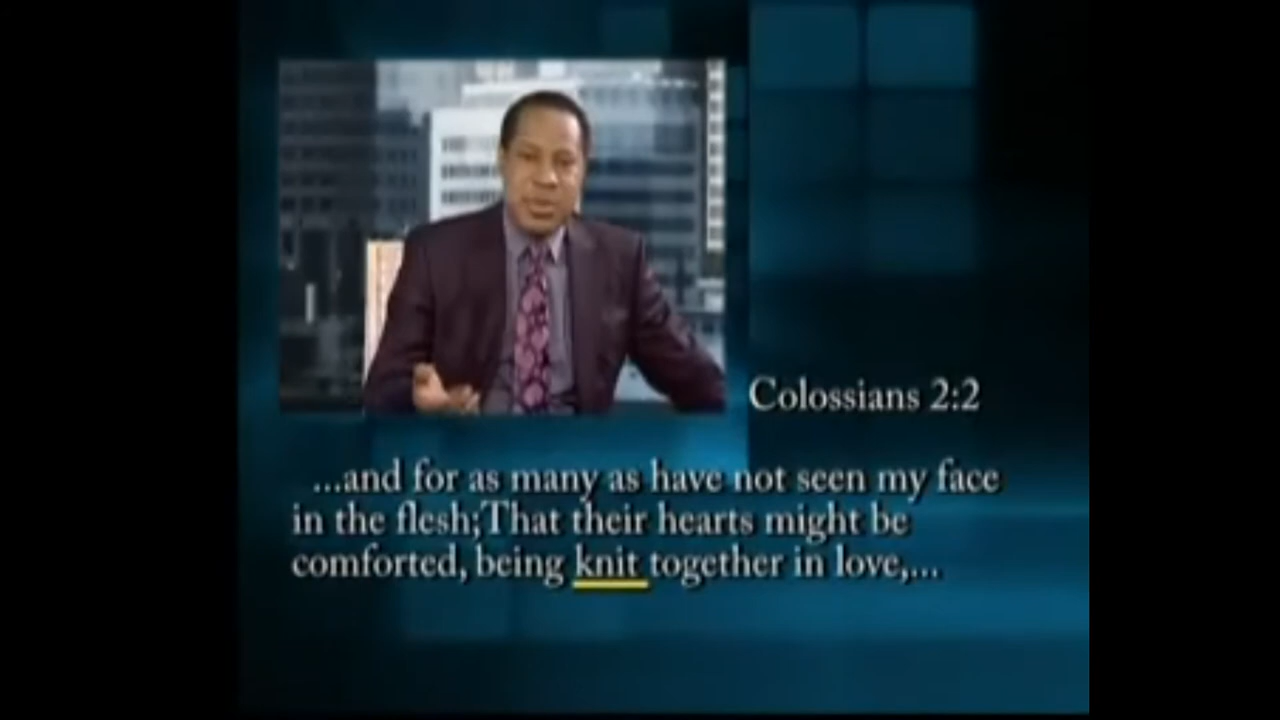 Colossians 2:2
...and for as many as have not seen my face
in the flesh;That their hearts might be
comforted, being knit together in love,...